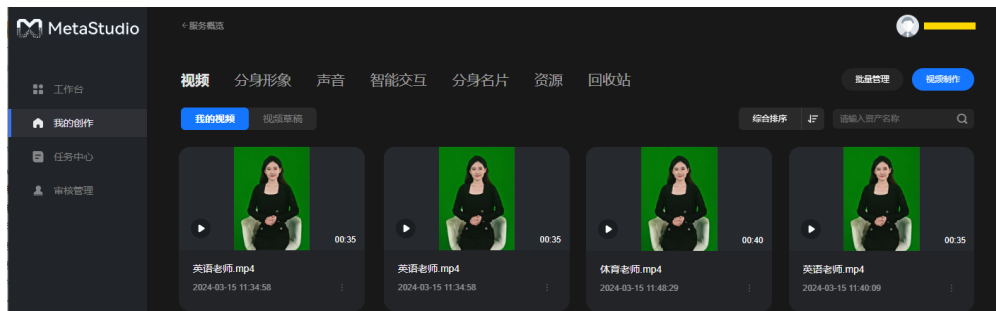 MetaStudio
<服务概览
工作台
我的创作
任务中心
审核管理
视频 分身形象 声音 智能交互 分身名片 资源 回收站
批量管理 视频制作
我的视频 视频草稿
综合排序 请输入资产名称
00:35 00:35 00:40 00:35
英语老师.mp4 英语老师.mp4 体育老师.mp4 英语老师.mp4
2024-03-15 11:34:58 2024-03-15 11:34:58 2024-03-15 11:48:29 2024-03-15 11:40:09